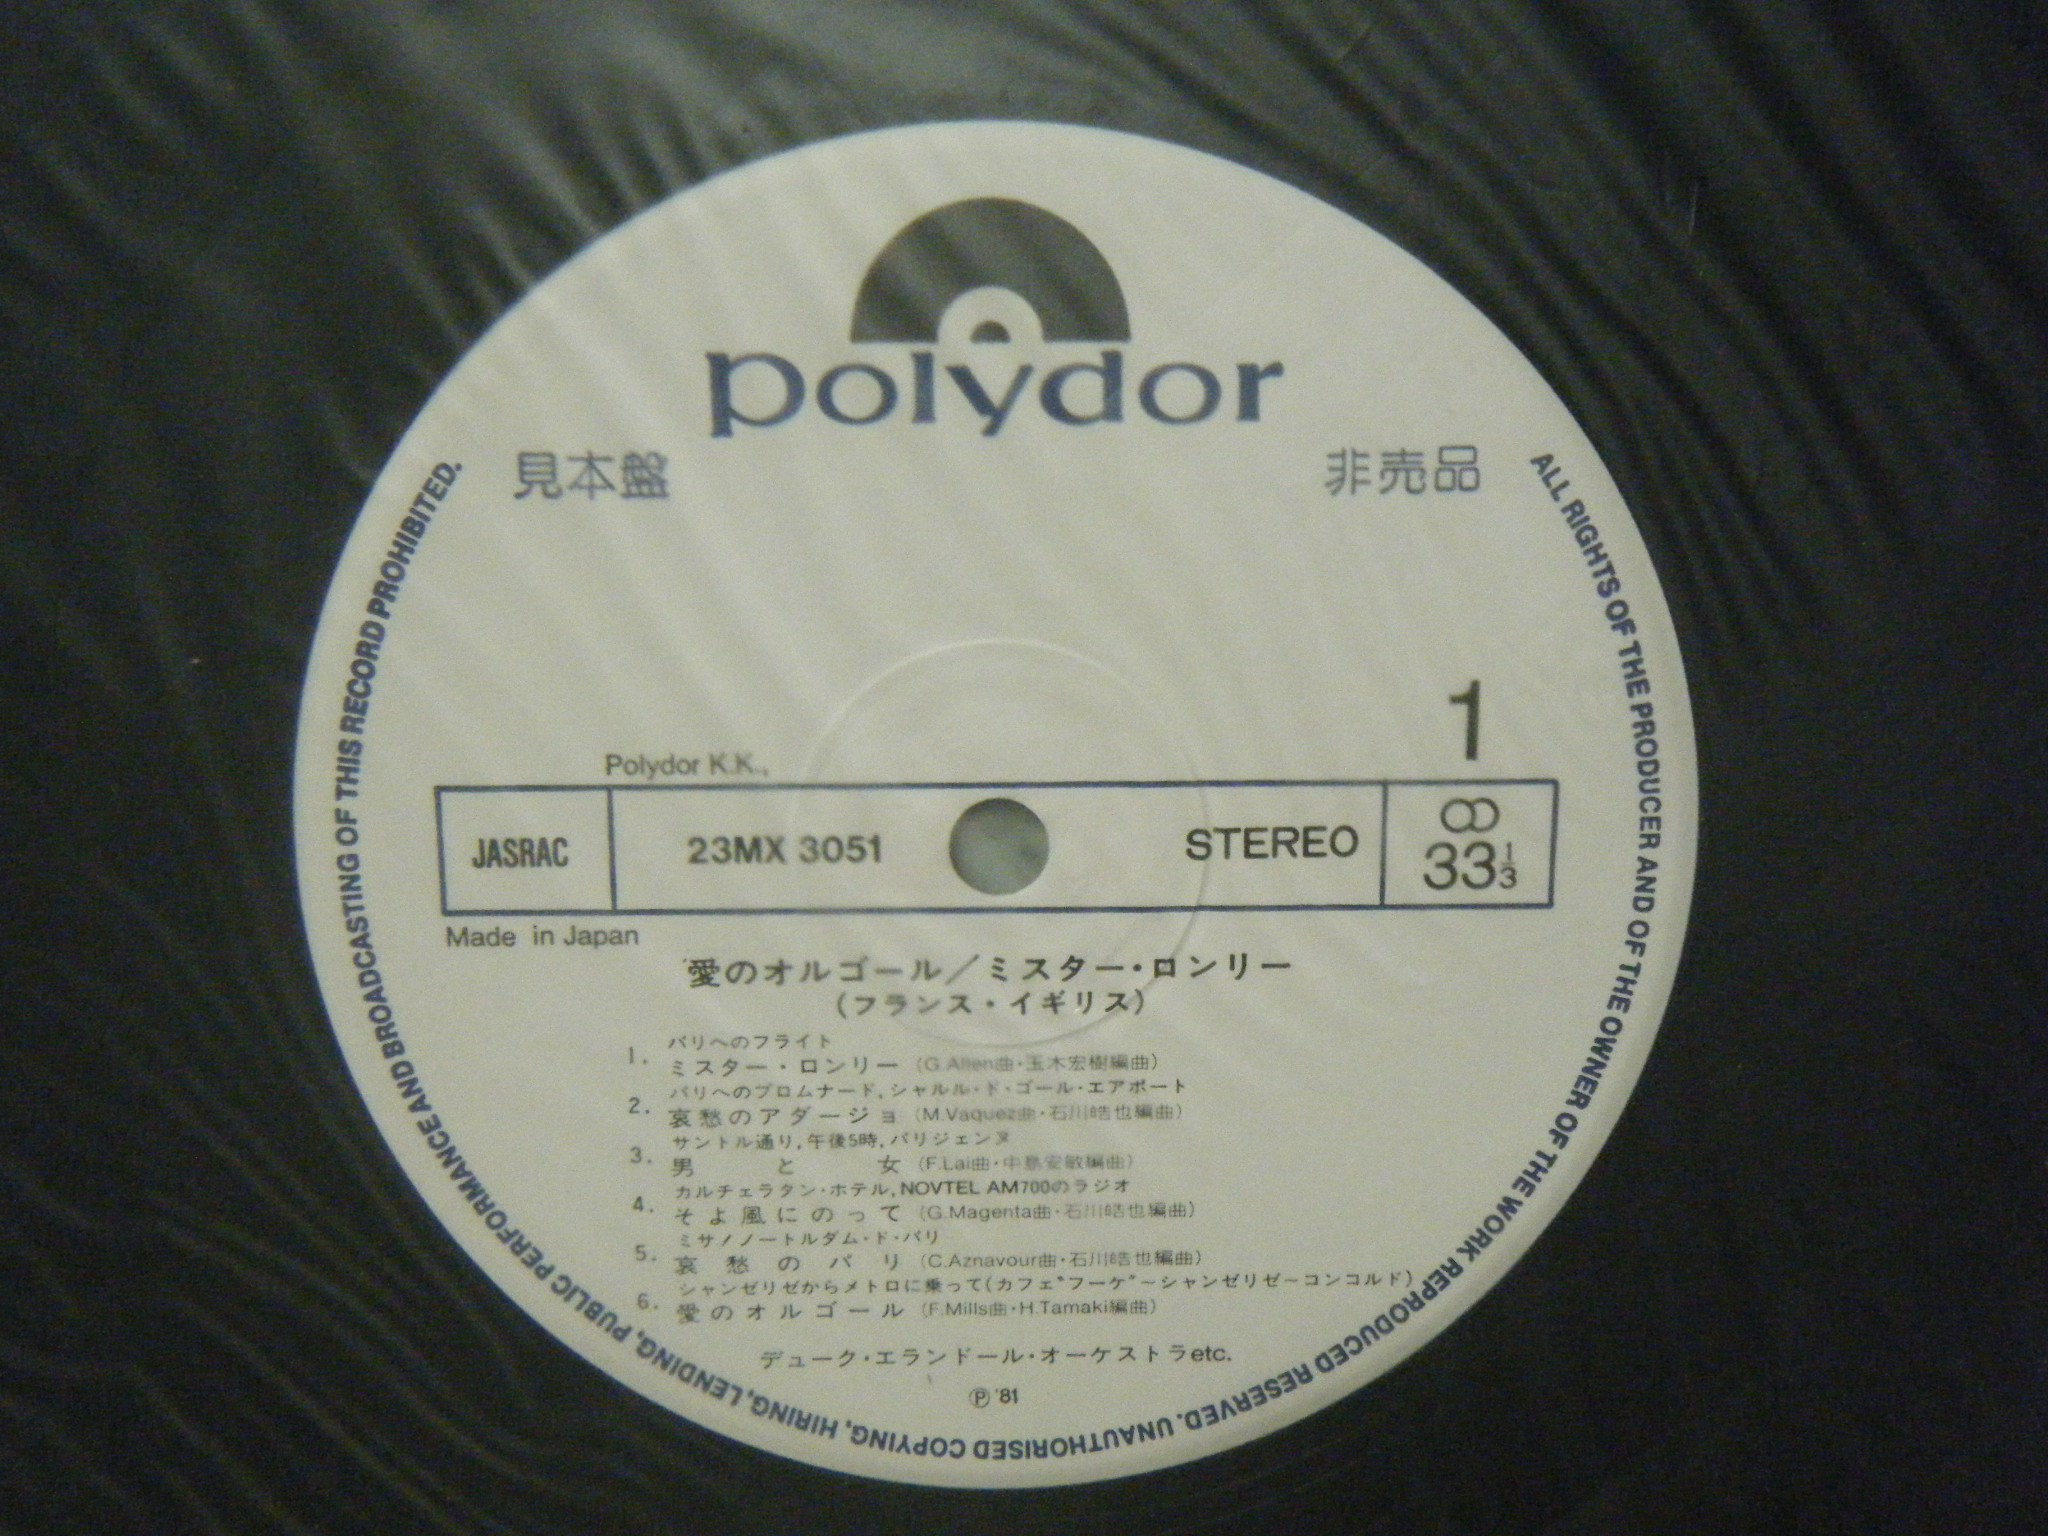 polydor
見本盤
非売品
1
Polydor K.K.,
JASRAC
23MX 3051
STEREO
33 1/3
Made in Japan
愛のオルゴール/ミスター・ロンリー
(フランス・イギリス)
パリへのフライト
1. ミスター・ロンリー (G.Allen曲・玉木宏樹編曲)
パリへのプロムナード, シャルル・ド・ゴール・エアポート
2. 哀愁のアダージョ (M.Vaquez曲・石川皓也編曲)
サントル通り, 午後5時, パリジェンヌ
3. 男と女 (F.Lai曲・中島安敏編曲)
カルチェラタン・ホテル, NOVTEL AM700のラジオ
4. そよ風にのって (G.Magenta曲・石川皓也編曲)
ミサ/ノートルダム・ド・パリ
5. 哀愁のパリ (C.Aznavour曲・石川皓也編曲)
シャンゼリゼからメトロに乗って(カフェ"フーケ"~シャンゼリゼ~コンコルド)
6. 愛のオルゴール (F.Mills曲・H.Tamaki編曲)
デューク・エランドール・オーケストラetc.
Ⓟ '81
ALL RIGHTS OF THE PRODUCER AND OF THE OWNER OF THE WORK REPRODUCED RESERVED. UNAUTHORISED COPYING, HIRING, LENDING, PUBLIC PERFORMANCE AND BROADCASTING OF THIS RECORD PROHIBITED.